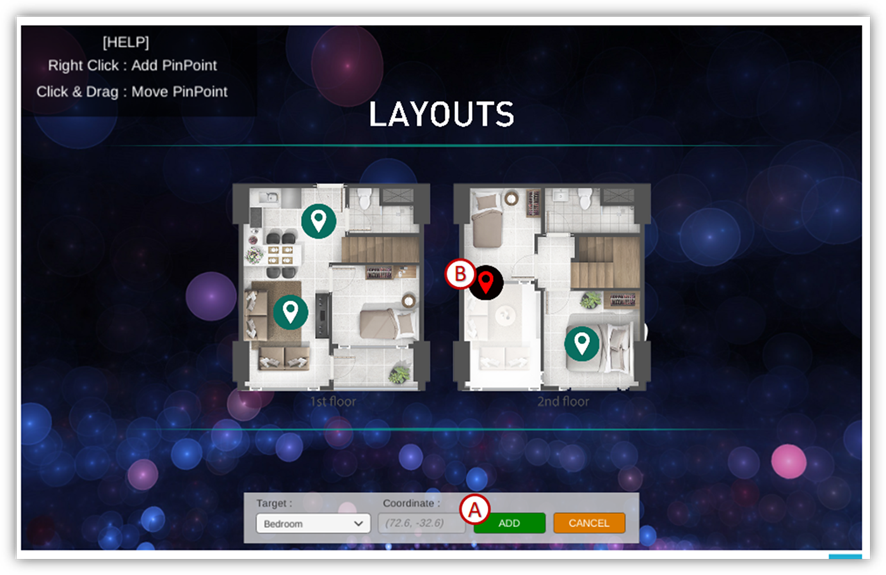 [HELP]
Right Click : Add PinPoint
Click & Drag : Move PinPoint
LAYOUTS
B
1st floor
2nd floor
Target :
Coordinate :
A
Bedroom
(72.6, -32.6)
ADD
CANCEL